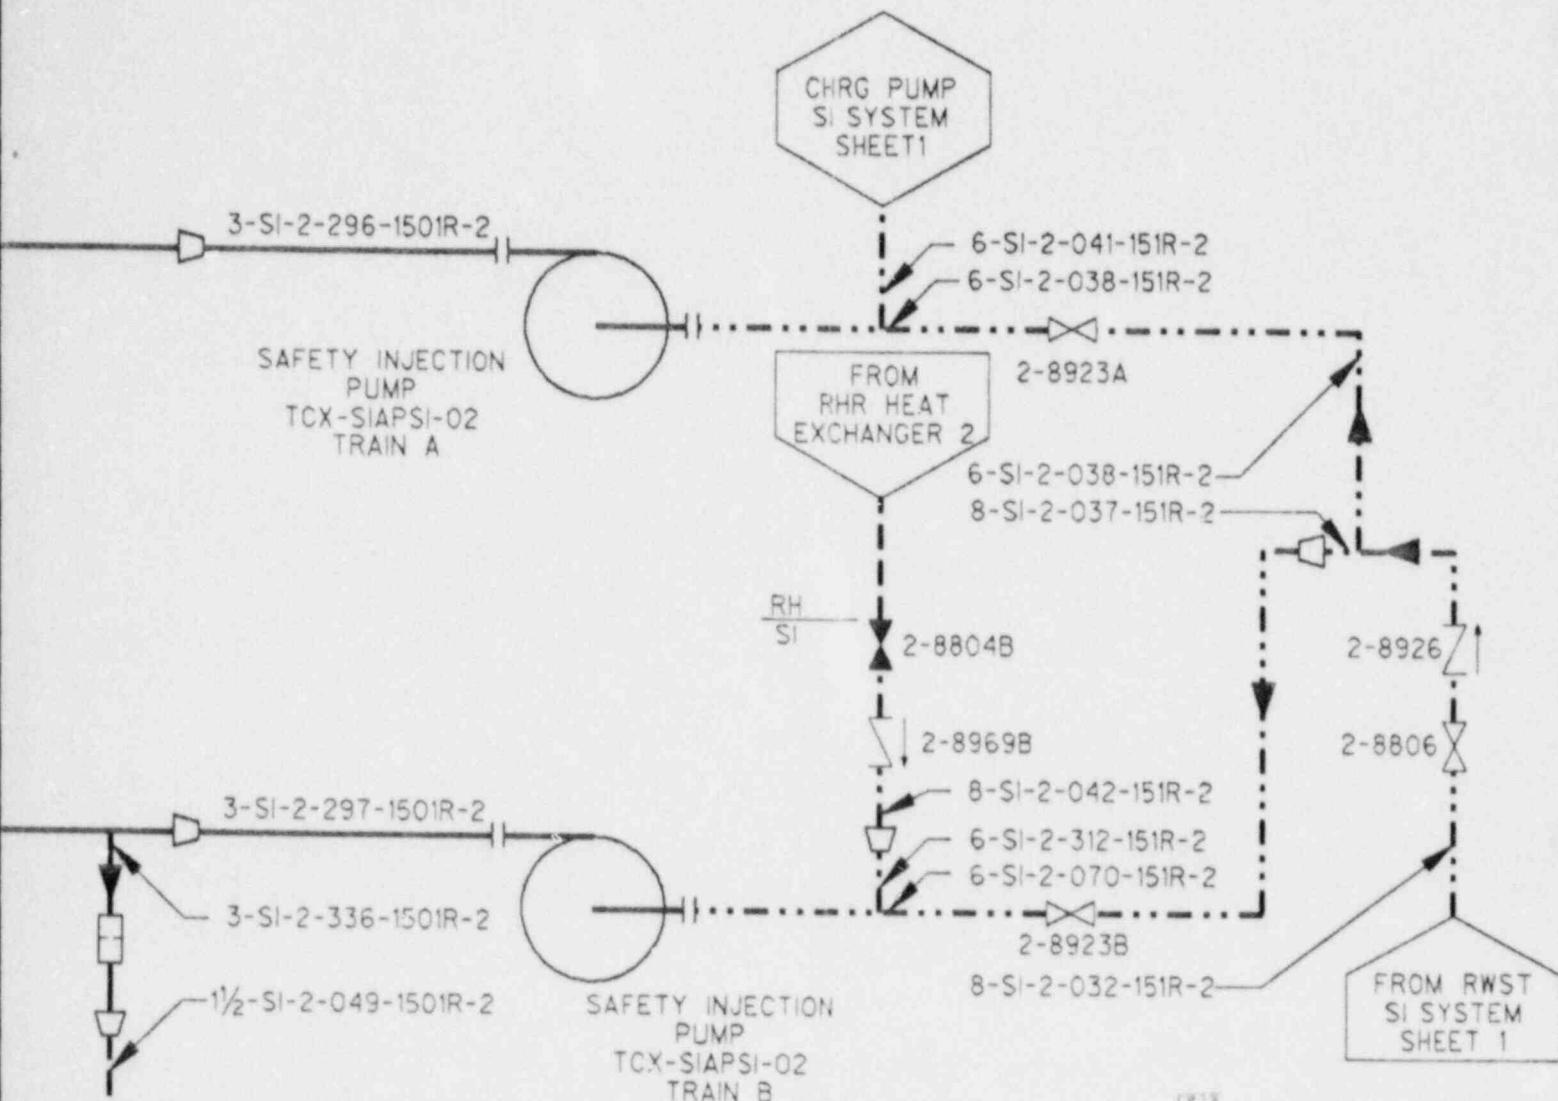 CHRG PUMP
SI SYSTEM
SHEET1
3-SI-2-296-1501R-2
6-SI-2-041-151R-2
6-SI-2-038-151R-2
SAFETY INJECTION
PUMP
TCX-SIAPSI-02
TRAIN A
FROM
RHR HEAT
EXCHANGER 2
2-8923A
6-SI-2-038-151R-2
8-SI-2-037-151R-2
RH
SI
2-8804B
2-8926
2-8969B
2-8806
3-SI-2-297-1501R-2
8-SI-2-042-151R-2
6-SI-2-312-151R-2
6-SI-2-070-151R-2
3-SI-2-336-1501R-2
2-8923B
8-SI-2-032-151R-2
1½-SI-2-049-1501R-2
SAFETY INJECTION
PUMP
TCX-SIAPSI-02
TRAIN B
FROM RWST
SI SYSTEM
SHEET 1